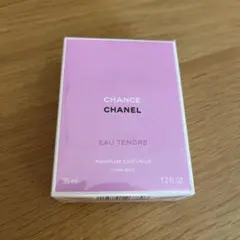 CHANCE
CHANEL
EAU TENDRE
35 ml
1.2 FL.OZ